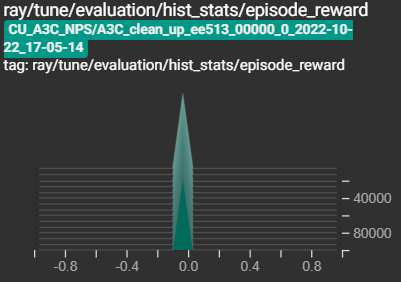 ray/tune/evaluation/hist_stats/episode_reward
CU_A3C_NPS/A3C_clean_up_ee513_00000_0_2022-10-
22_17-05-14
tag: ray/tune/evaluation/hist_stats/episode_reward
40000
80000
-0.8 -0.4 0.0 0.4 0.8